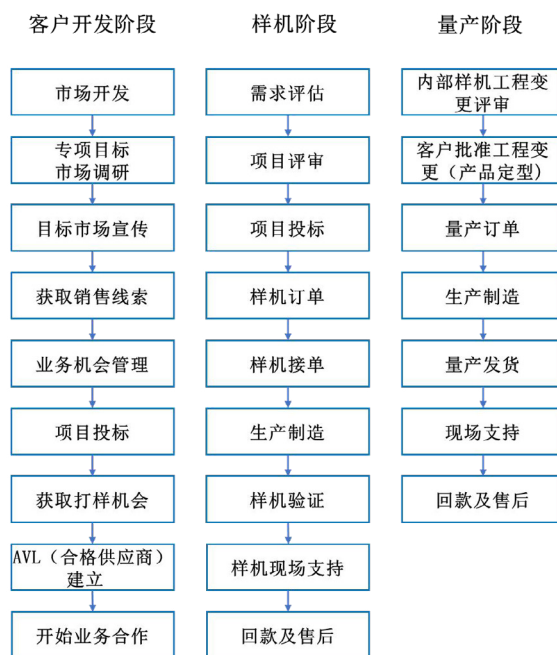 客户开发阶段
市场开发
专项目标
市场调研
目标市场宣传
获取销售线索
业务机会管理
项目投标
获取打样机会
AVL（合格供应商）
建立
开始业务合作
样机阶段
需求评估
项目评审
项目投标
样机订单
样机接单
生产制造
样机验证
样机现场支持
回款及售后
量产阶段
内部样机工程变
更评审
客户批准工程变
更（产品定型）
量产订单
生产制造
量产发货
现场支持
回款及售后